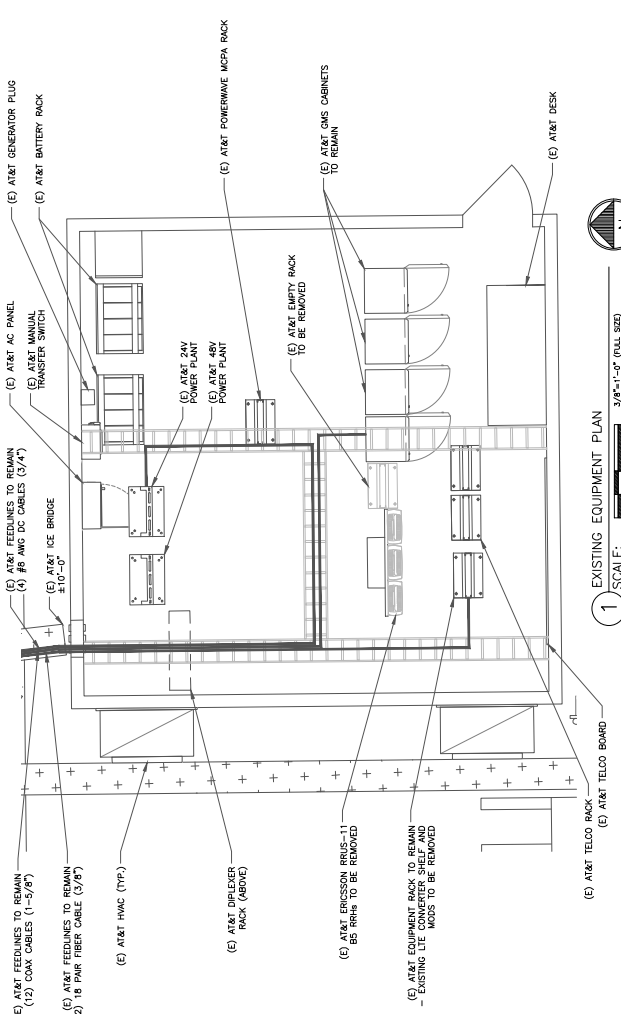 (E) AT&T FEEDLINES TO REMAIN
(12) COAX CABLES (1-5/8")
(E) AT&T FEEDLINES TO REMAIN
2) 18 PAIR FIBER CABLE (3/8")
(E) AT&T HVAC (TYP.)
(E) AT&T DIPLEXER
RACK (ABOVE)
(E) AT&T ERICSSON RRUS-11
B5 RRHs TO BE REMOVED
(E) AT&T EQUIPMENT RACK TO REMAIN
- EXISTING LTE CONVERTER SHELF AND
MODS TO BE REMOVED
(E) AT&T TELCO RACK
(E) AT&T TELCO BOARD
(E) AT&T FEEDLINES TO REMAIN
(4) #8 AWG DC CABLES (3/4")
(E) AT&T ICE BRIDGE
±10'-0"
(E) AT&T AC PANEL
(E) AT&T MANUAL
TRANSFER SWITCH
(E) AT&T GENERATOR PLUG
(E) AT&T BATTERY RACK
(E) AT&T 24V
POWER PLANT
(E) AT&T 48V
POWER PLANT
(E) AT&T POWERWAVE MCPA RACK
(E) AT&T EMPTY RACK
TO BE REMOVED
(E) AT&T GMS CABINETS
TO REMAIN
(E) AT&T DESK
1
EXISTING EQUIPMENT PLAN
SCALE:
3/8"=1'-0" (FULL SIZE)